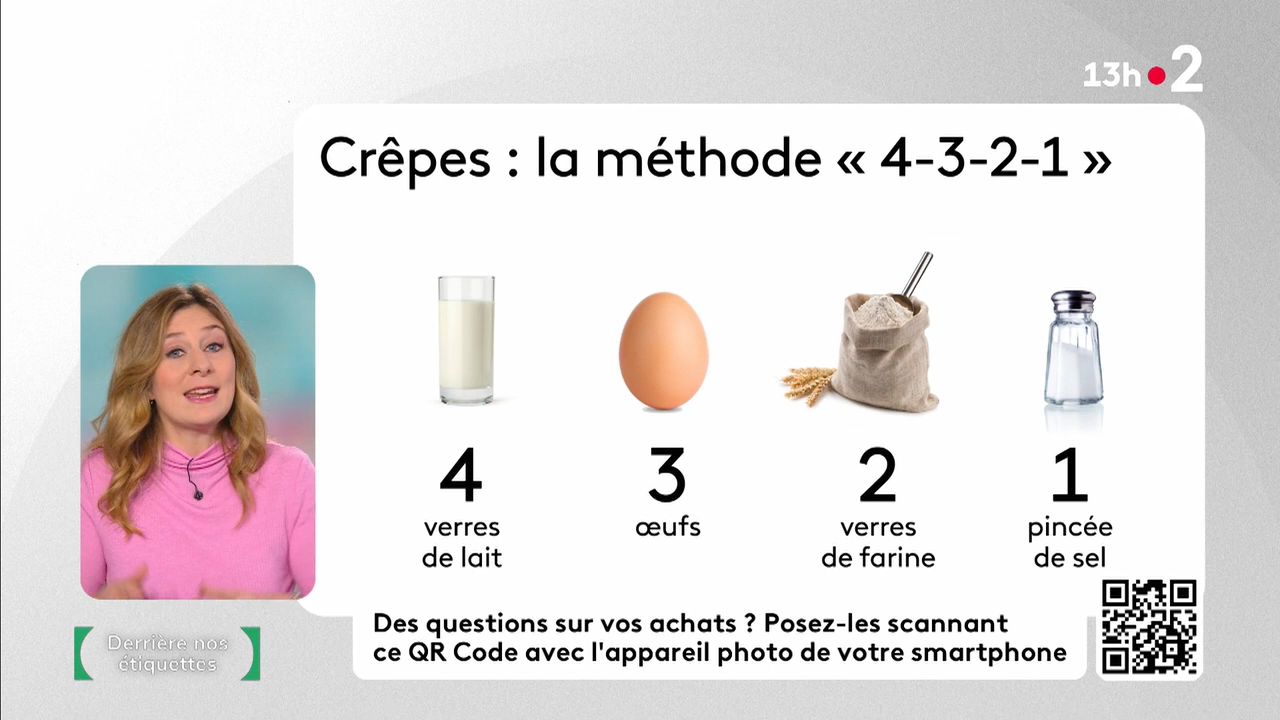 13h 2
Crêpes : la méthode « 4-3-2-1 »
4
verres
de lait
3
œufs
2
verres
de farine
1
pincée
de sel
Des questions sur vos achats ? Posez-les scannant
ce QR Code avec l'appareil photo de votre smartphone
Derrière nos
étiquettes